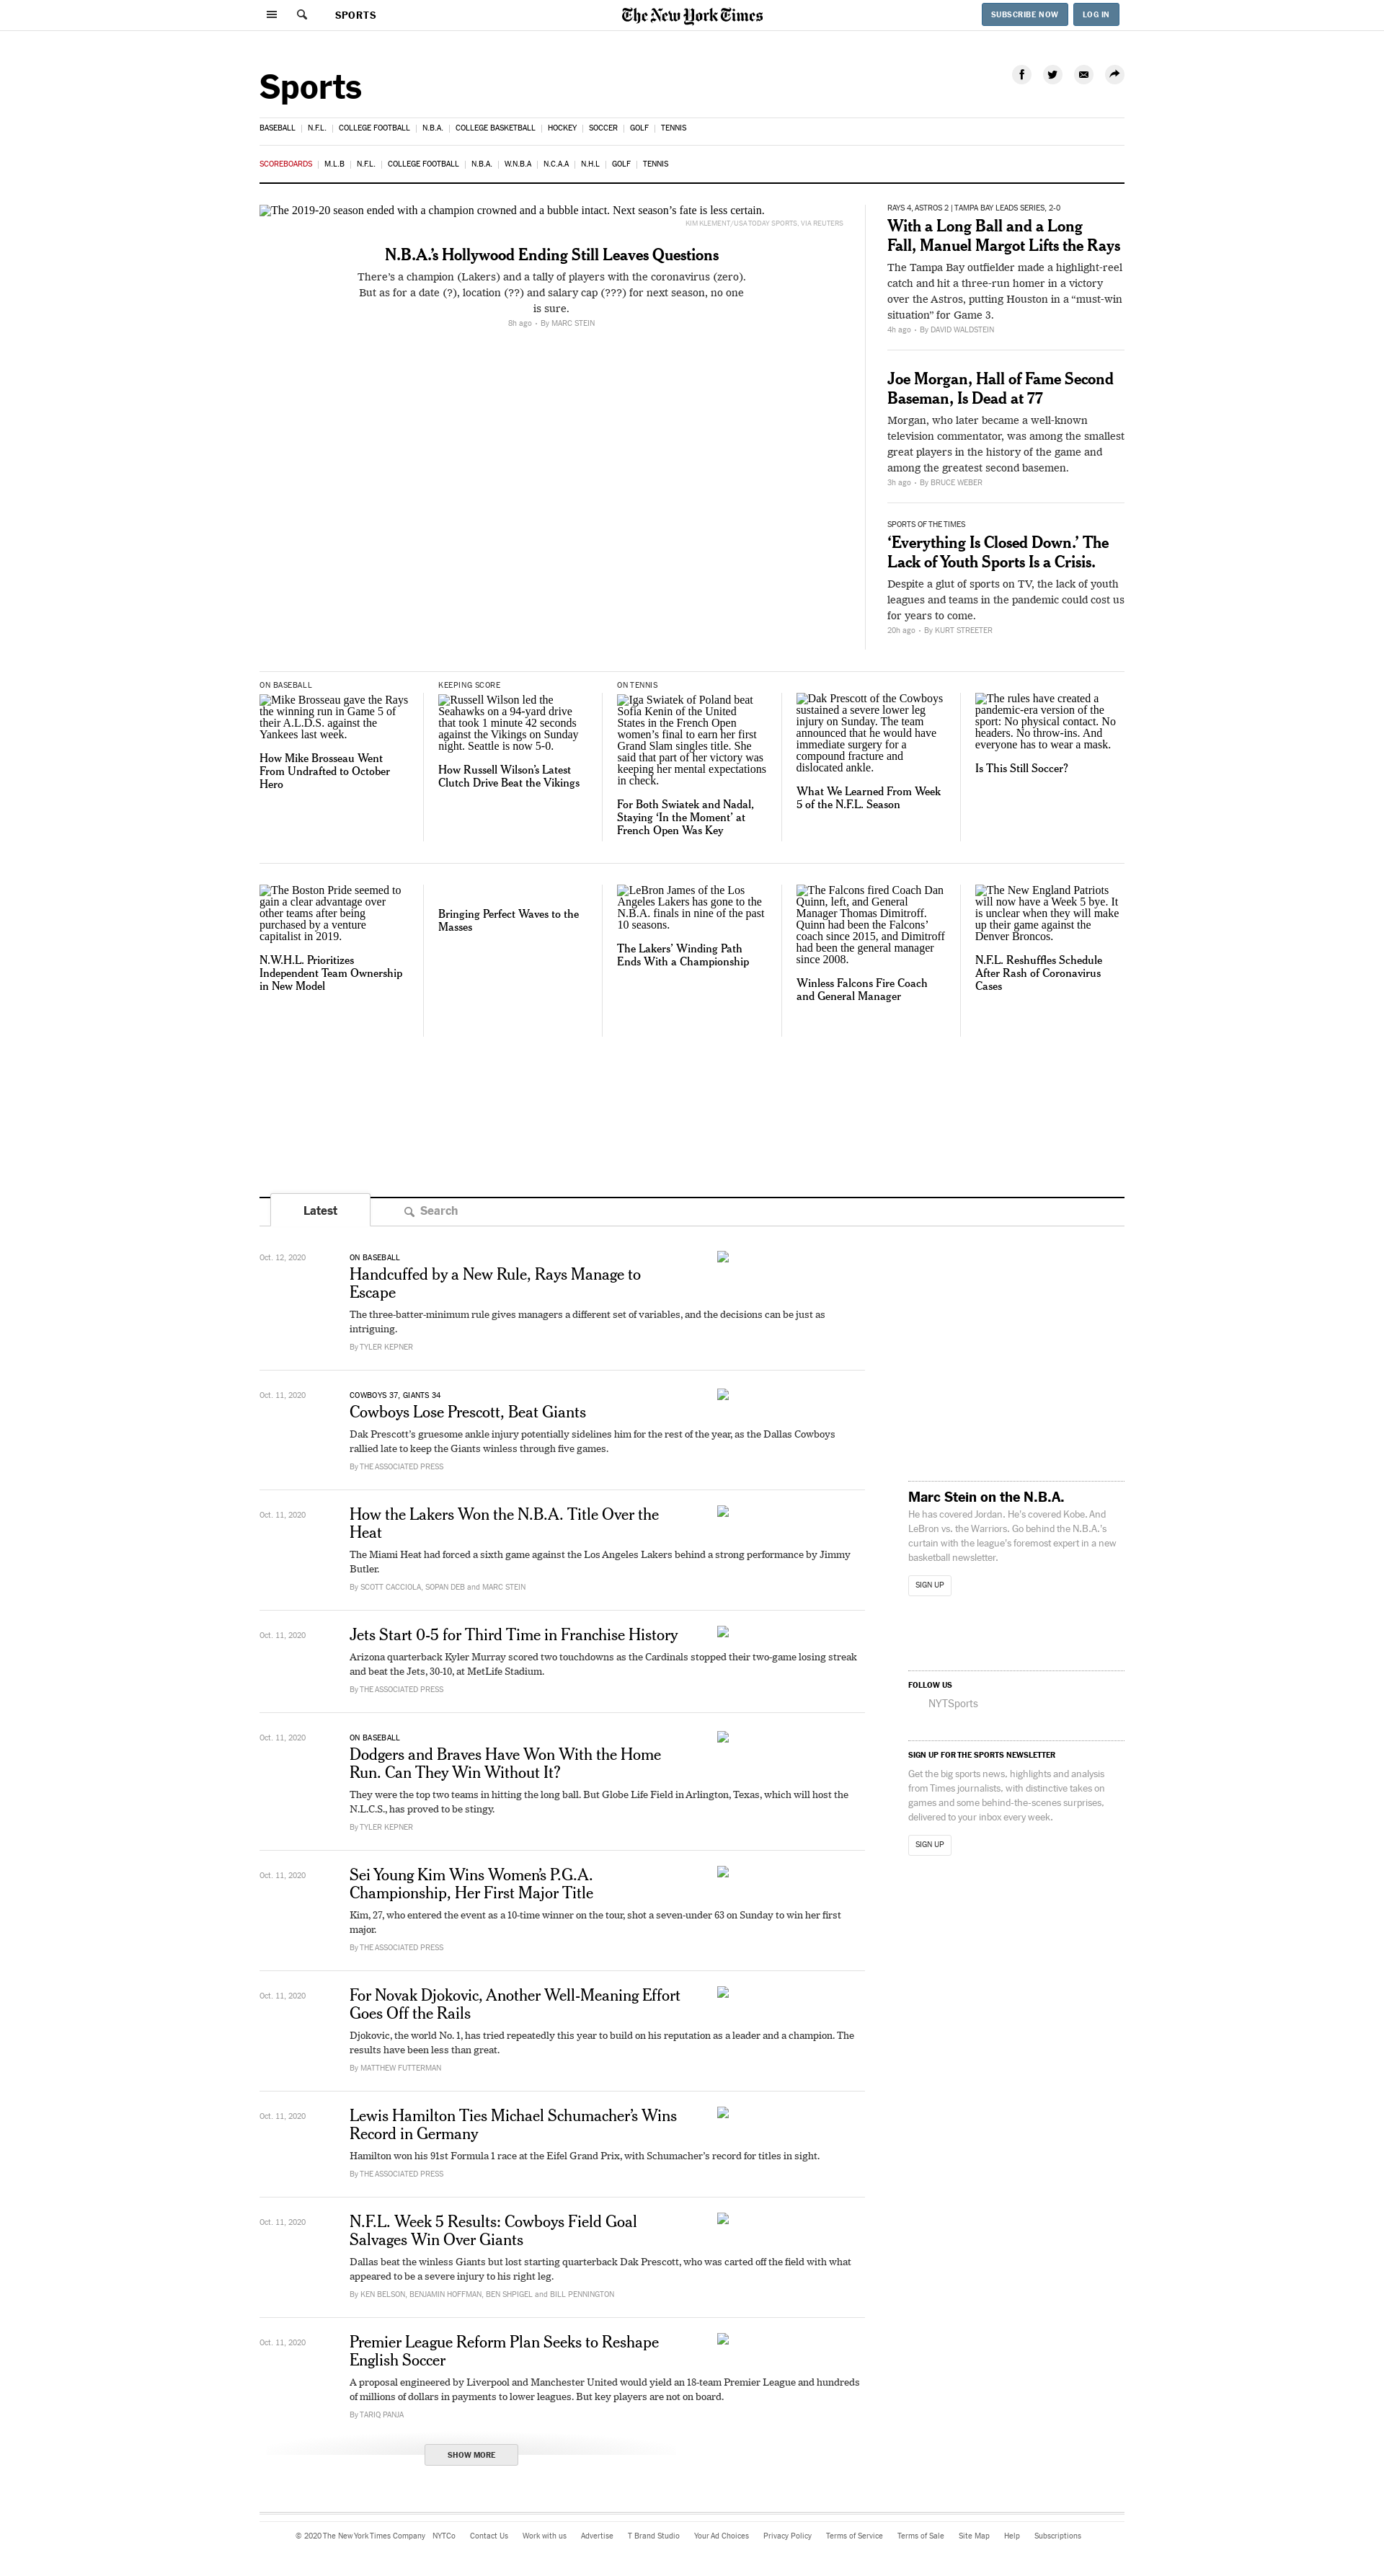 SPORTS
The New York Times
SUBSCRIBE NOW
LOG IN
Sports
BASEBALL | N.F.L. | COLLEGE FOOTBALL | N.B.A. | COLLEGE BASKETBALL | HOCKEY | SOCCER | GOLF | TENNIS
SCOREBOARDS | M.L.B | N.F.L. | COLLEGE FOOTBALL | N.B.A. | W.N.B.A | N.C.A.A | N.H.L | GOLF | TENNIS
The 2019-20 season ended with a champion crowned and a bubble intact. Next season’s fate is less certain.
KIM KLEMENT/USA TODAY SPORTS, VIA REUTERS
N.B.A.’s Hollywood Ending Still Leaves Questions
There’s a champion (Lakers) and a tally of players with the coronavirus (zero).
But as for a date (?), location (??) and salary cap (???) for next season, no one
is sure.
8h ago • By MARC STEIN
RAYS 4, ASTROS 2 | TAMPA BAY LEADS SERIES, 2-0
With a Long Ball and a Long
Fall, Manuel Margot Lifts the Rays
The Tampa Bay outfielder made a highlight-reel
catch and hit a three-run homer in a victory
over the Astros, putting Houston in a “must-win
situation” for Game 3.
4h ago • By DAVID WALDSTEIN
Joe Morgan, Hall of Fame Second
Baseman, Is Dead at 77
Morgan, who later became a well-known
television commentator, was among the smallest
great players in the history of the game and
among the greatest second basemen.
3h ago • By BRUCE WEBER
SPORTS OF THE TIMES
‘Everything Is Closed Down.’ The
Lack of Youth Sports Is a Crisis.
Despite a glut of sports on TV, the lack of youth
leagues and teams in the pandemic could cost us
for years to come.
20h ago • By KURT STREETER
ON BASEBALL
Mike Brosseau gave the Rays
the winning run in Game 5 of
their A.L.D.S. against the
Yankees last week.
How Mike Brosseau Went
From Undrafted to October
Hero
KEEPING SCORE
Russell Wilson led the
Seahawks on a 94-yard drive
that took 1 minute 42 seconds
against the Vikings on Sunday
night. Seattle is now 5-0.
How Russell Wilson’s Latest
Clutch Drive Beat the Vikings
ON TENNIS
Iga Swiatek of Poland beat
Sofia Kenin of the United
States in the French Open
women’s final to earn her first
Grand Slam singles title. She
said that part of her victory was
keeping her mental expectations
in check.
For Both Swiatek and Nadal,
Staying ‘In the Moment’ at
French Open Was Key
Dak Prescott of the Cowboys
sustained a severe lower leg
injury on Sunday. The team
announced that he would have
immediate surgery for a
compound fracture and
dislocated ankle.
What We Learned From Week
5 of the N.F.L. Season
The rules have created a
pandemic-era version of the
sport: No physical contact. No
headers. No throw-ins. And
everyone has to wear a mask.
Is This Still Soccer?
The Boston Pride seemed to
gain a clear advantage over
other teams after being
purchased by a venture
capitalist in 2019.
N.W.H.L. Prioritizes
Independent Team Ownership
in New Model
Bringing Perfect Waves to the
Masses
LeBron James of the Los
Angeles Lakers has gone to the
N.B.A. finals in nine of the past
10 seasons.
The Lakers’ Winding Path
Ends With a Championship
The Falcons fired Coach Dan
Quinn, left, and General
Manager Thomas Dimitroff.
Quinn had been the Falcons’
coach since 2015, and Dimitroff
had been the general manager
since 2008.
Winless Falcons Fire Coach
and General Manager
The New England Patriots
will now have a Week 5 bye. It
is unclear when they will make
up their game against the
Denver Broncos.
N.F.L. Reshuffles Schedule
After Rash of Coronavirus
Cases
Latest
Search
Oct. 12, 2020
ON BASEBALL
Handcuffed by a New Rule, Rays Manage to
Escape
The three-batter-minimum rule gives managers a different set of variables, and the decisions can be just as
intriguing.
By TYLER KEPNER
Oct. 11, 2020
COWBOYS 37, GIANTS 34
Cowboys Lose Prescott, Beat Giants
Dak Prescott’s gruesome ankle injury potentially sidelines him for the rest of the year, as the Dallas Cowboys
rallied late to keep the Giants winless through five games.
By THE ASSOCIATED PRESS
Oct. 11, 2020
How the Lakers Won the N.B.A. Title Over the
Heat
The Miami Heat had forced a sixth game against the Los Angeles Lakers behind a strong performance by Jimmy
Butler.
By SCOTT CACCIOLA, SOPAN DEB and MARC STEIN
Oct. 11, 2020
Jets Start 0-5 for Third Time in Franchise History
Arizona quarterback Kyler Murray scored two touchdowns as the Cardinals stopped their two-game losing streak
and beat the Jets, 30-10, at MetLife Stadium.
By THE ASSOCIATED PRESS
Oct. 11, 2020
ON BASEBALL
Dodgers and Braves Have Won With the Home
Run. Can They Win Without It?
They were the top two teams in hitting the long ball. But Globe Life Field in Arlington, Texas, which will host the
N.L.C.S., has proved to be stingy.
By TYLER KEPNER
Oct. 11, 2020
Sei Young Kim Wins Women’s P.G.A.
Championship, Her First Major Title
Kim, 27, who entered the event as a 10-time winner on the tour, shot a seven-under 63 on Sunday to win her first
major.
By THE ASSOCIATED PRESS
Oct. 11, 2020
For Novak Djokovic, Another Well-Meaning Effort
Goes Off the Rails
Djokovic, the world No. 1, has tried repeatedly this year to build on his reputation as a leader and a champion. The
results have been less than great.
By MATTHEW FUTTERMAN
Oct. 11, 2020
Lewis Hamilton Ties Michael Schumacher’s Wins
Record in Germany
Hamilton won his 91st Formula 1 race at the Eifel Grand Prix, with Schumacher’s record for titles in sight.
By THE ASSOCIATED PRESS
Oct. 11, 2020
N.F.L. Week 5 Results: Cowboys Field Goal
Salvages Win Over Giants
Dallas beat the winless Giants but lost starting quarterback Dak Prescott, who was carted off the field with what
appeared to be a severe injury to his right leg.
By KEN BELSON, BENJAMIN HOFFMAN, BEN SHPIGEL and BILL PENNINGTON
Oct. 11, 2020
Premier League Reform Plan Seeks to Reshape
English Soccer
A proposal engineered by Liverpool and Manchester United would yield an 18-team Premier League and hundreds
of millions of dollars in payments to lower leagues. But key players are not on board.
By TARIQ PANJA
SHOW MORE
Marc Stein on the N.B.A.
He has covered Jordan. He’s covered Kobe. And
LeBron vs. the Warriors. Go behind the N.B.A.’s
curtain with the league’s foremost expert in a new
basketball newsletter.
SIGN UP
FOLLOW US
NYTSports
SIGN UP FOR THE SPORTS NEWSLETTER
Get the big sports news, highlights and analysis
from Times journalists, with distinctive takes on
games and some behind-the-scenes surprises,
delivered to your inbox every week.
SIGN UP
© 2020 The New York Times Company NYTCo Contact Us Work with us Advertise T Brand Studio Your Ad Choices Privacy Policy Terms of Service Terms of Sale Site Map Help Subscriptions